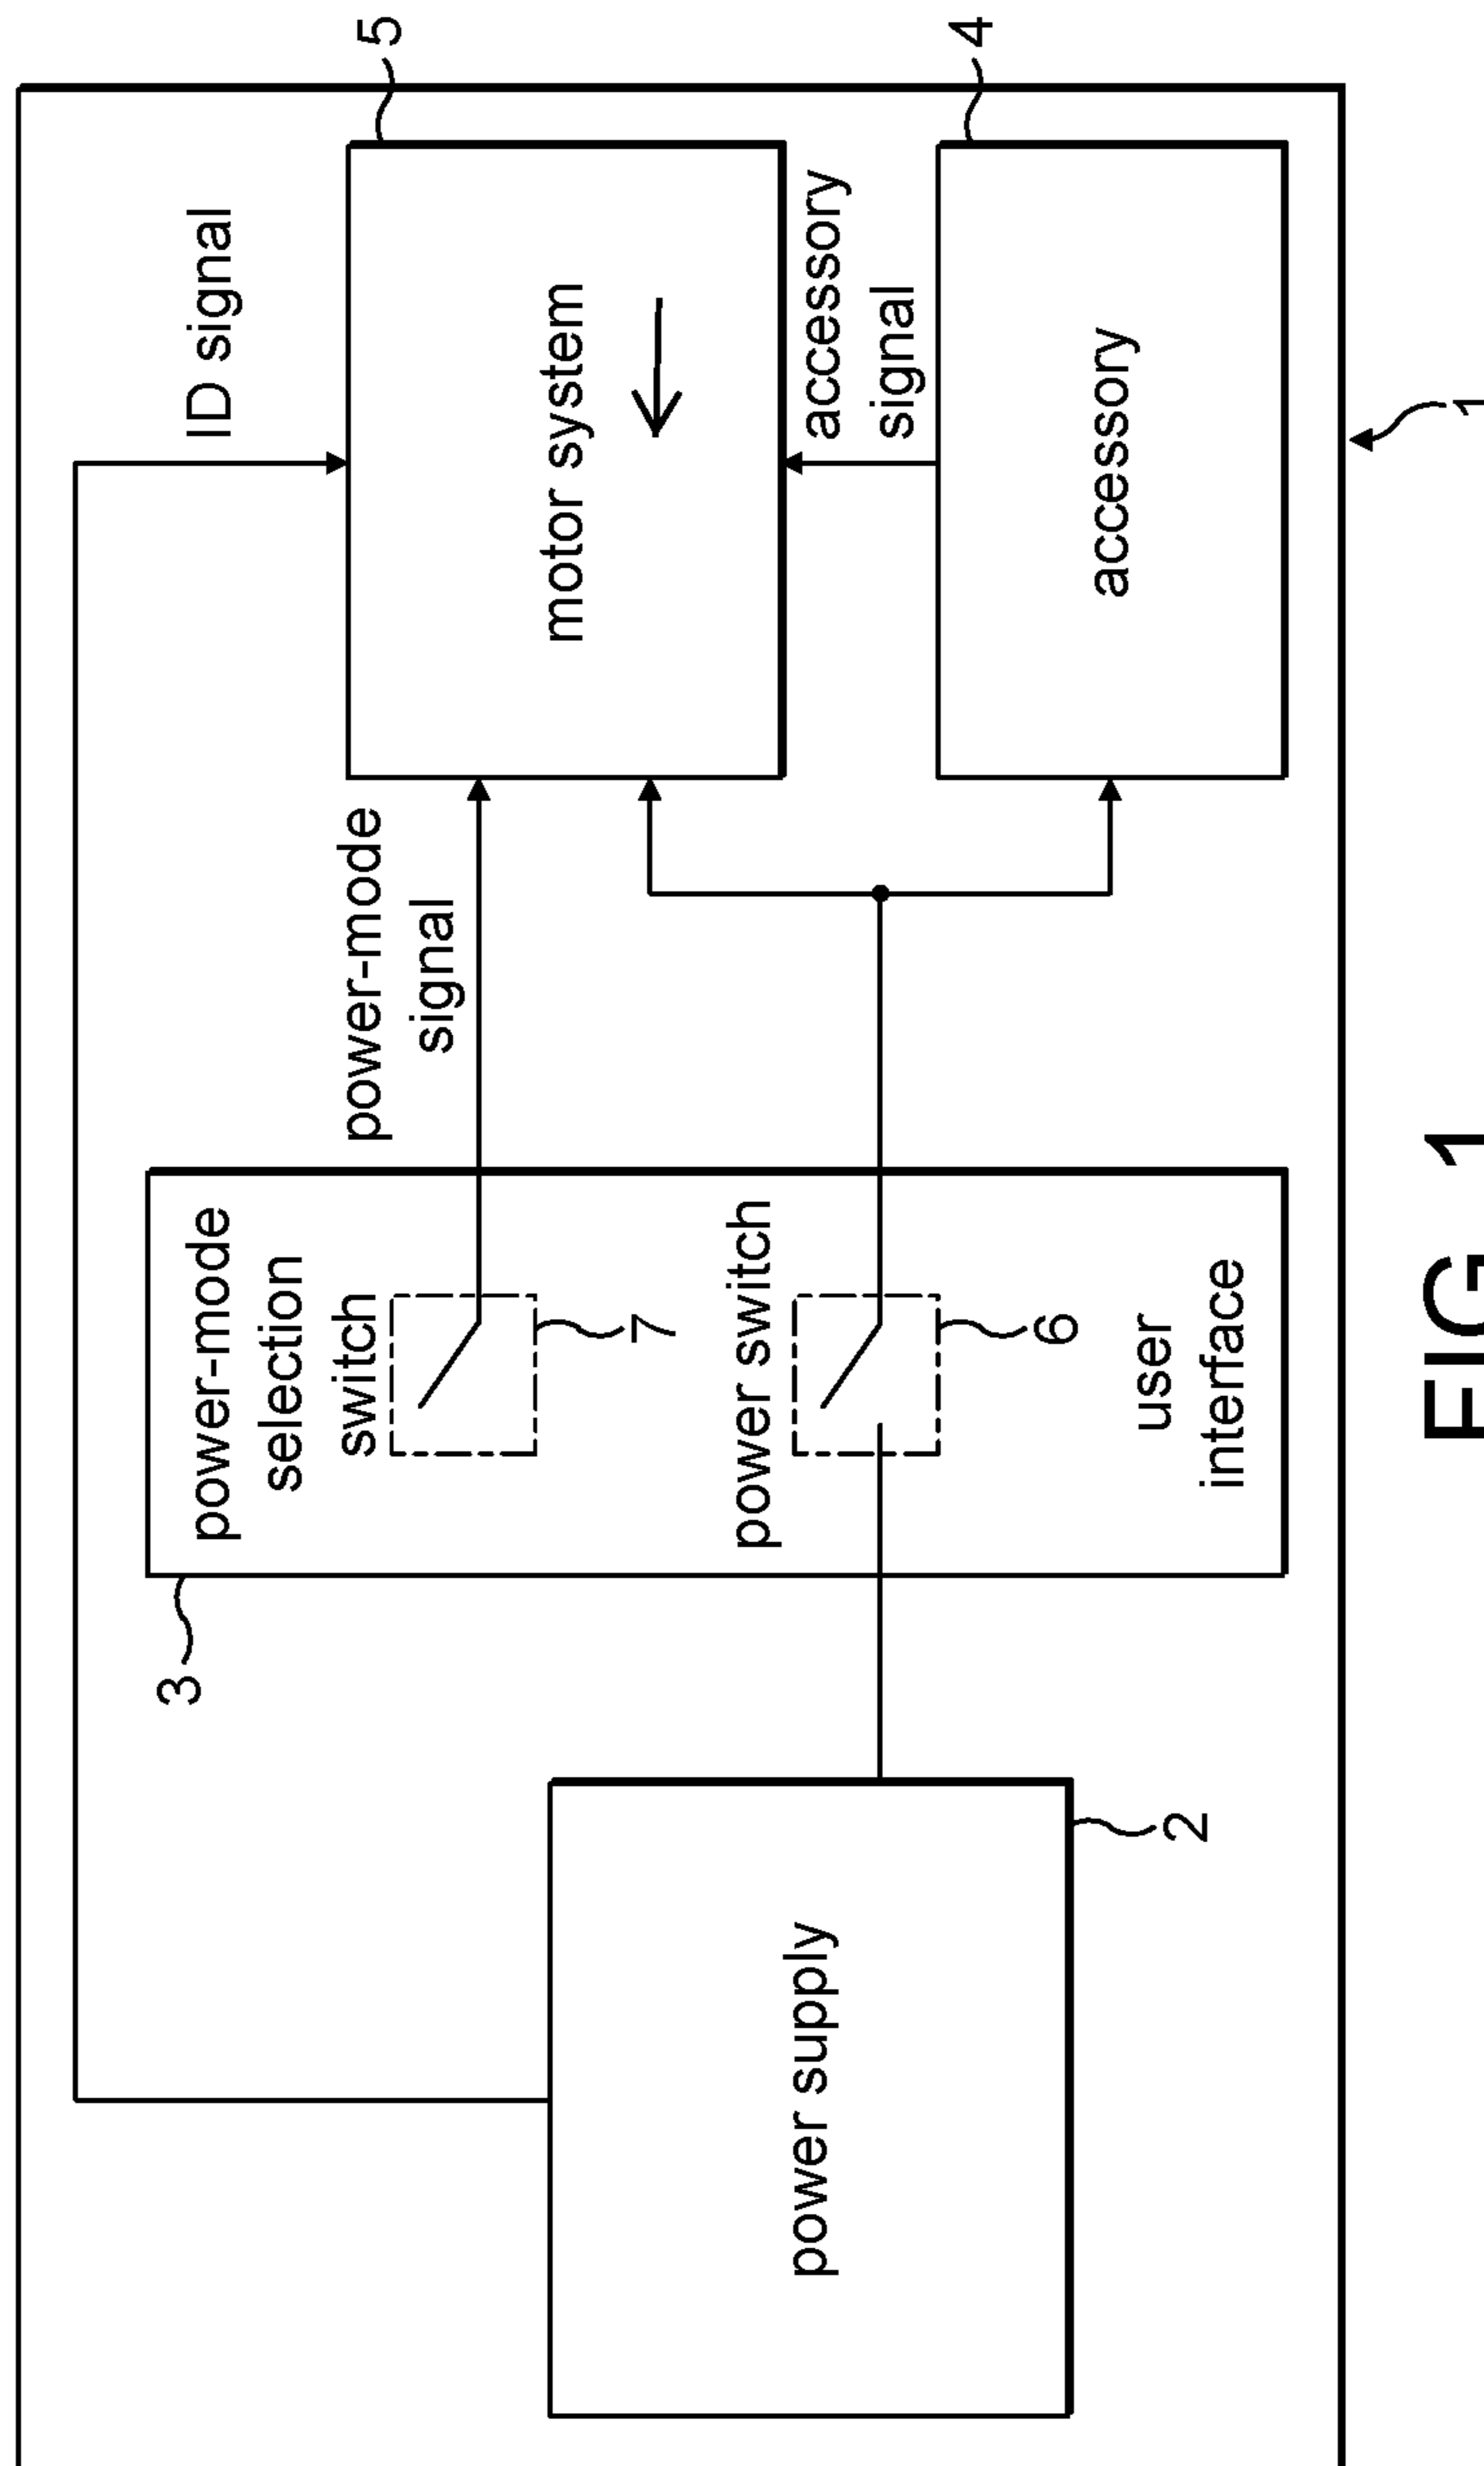 ID signal
5
motor system
accessory
signal
4
accessory
1
power-mode
signal
power-mode
selection
switch
7
power switch
6
user
interface
3
power supply
2
FIG 1